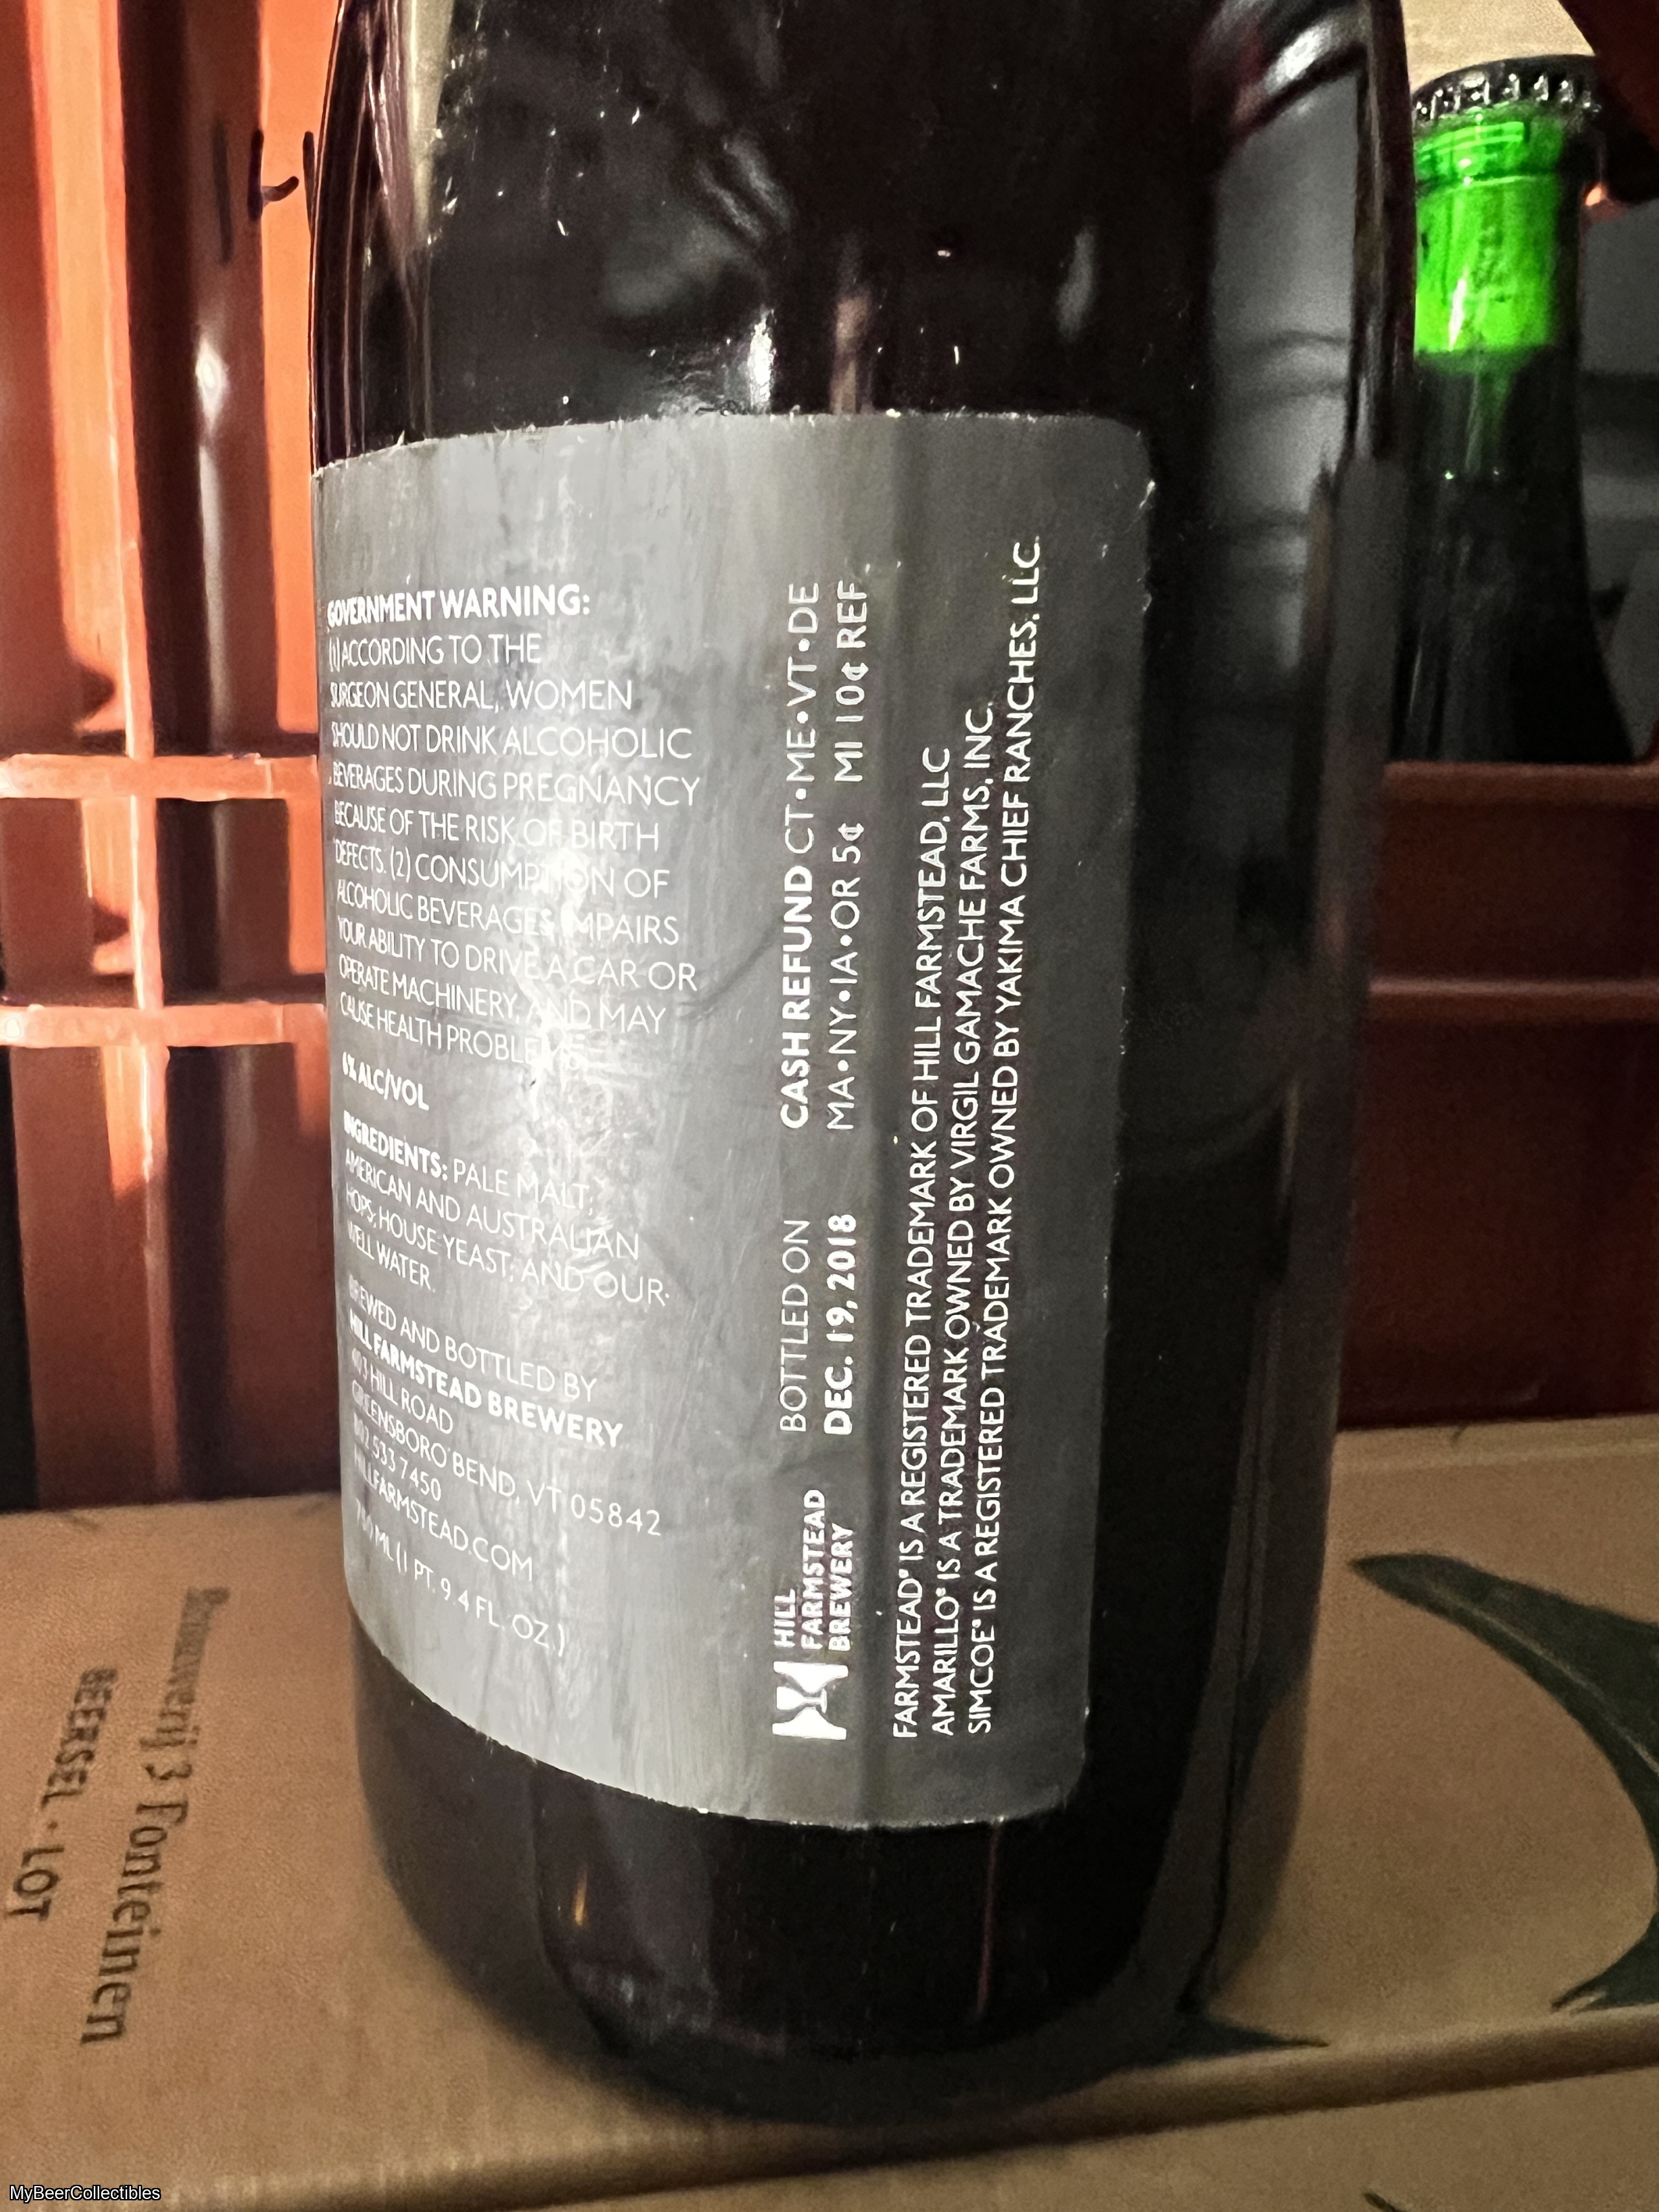 GOVERNMENT WARNING:
(1) ACCORDING TO THE
SURGEON GENERAL, WOMEN
SHOULD NOT DRINK ALCOHOLIC
BEVERAGES DURING PREGNANCY
BECAUSE OF THE RISK OF BIRTH
DEFECTS. (2) CONSUMPTION OF
ALCOHOLIC BEVERAGES IMPAIRS
YOUR ABILITY TO DRIVE A CAR OR
OPERATE MACHINERY, AND MAY
CAUSE HEALTH PROBLEMS.
6% ALC/VOL
INGREDIENTS: PALE MALT;
AMERICAN AND AUSTRALIAN
HOPS; HOUSE YEAST; AND OUR
WELL WATER.
BREWED AND BOTTLED BY
HILL FARMSTEAD BREWERY
403 HILL ROAD
GREENSBORO BEND, VT 05842
802 533 7450
HILLFARMSTEAD.COM
750 ML (1 PT. 9.4 FL. OZ.)
CASH REFUND CT•ME•VT•DE
MA•NY•IA•OR 5¢ MI 10¢ REF
BOTTLED ON
DEC. 19, 2018
HILL
FARMSTEAD
BREWERY
FARMSTEAD® IS A REGISTERED TRADEMARK OF HILL FARMSTEAD, LLC
AMARILLO® IS A TRADEMARK OWNED BY VIRGIL GAMACHE FARMS, INC.
SIMCOE® IS A REGISTERED TRADEMARK OWNED BY YAKIMA CHIEF RANCHES, LLC.
Brouwerij 3 Fonteinen
BEERSEL • LOT
MyBeerCollectibles